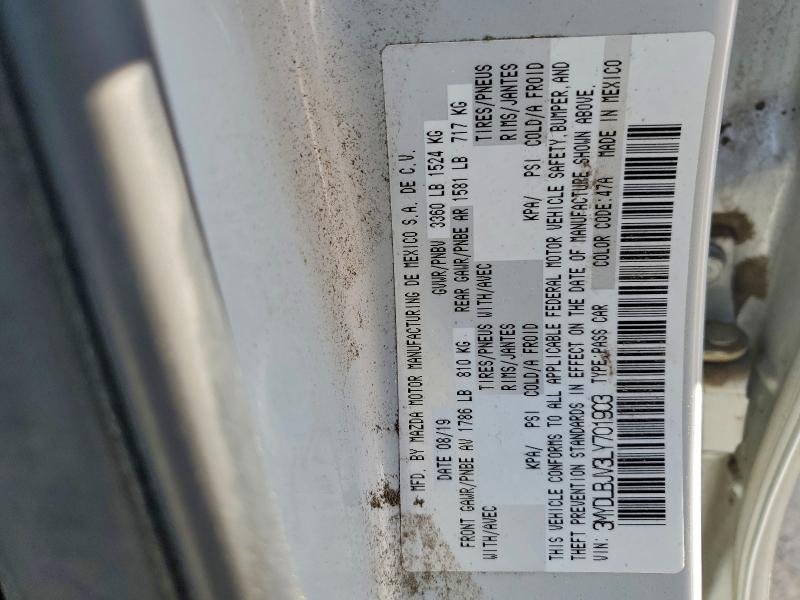 MFD. BY MAZDA MOTOR MANUFACTURING DE MEXICO S.A. DE C.V.
DATE 08/19 GVWR/PNBV 3360 LB 1524 KG
FRONT GAWR/PNBE AV 1786 LB 810 KG REAR GAWR/PNBE AR 1581 LB 717 KG
WITH/AVEC TIRES/PNEUS WITH/AVEC TIRES/PNEUS
RIMS/JANTES RIMS/JANTES
KPA/ PSI COLD/A FROID KPA/ PSI COLD/A FROID
THIS VEHICLE CONFORMS TO ALL APPLICABLE FEDERAL MOTOR VEHICLE SAFETY, BUMPER, AND
THEFT PREVENTION STANDARDS IN EFFECT ON THE DATE OF MANUFACTURE SHOWN ABOVE.
VIN: 3MYDLBJV3LY701903 TYPE:PASS CAR COLOR CODE:47A MADE IN MEXICO